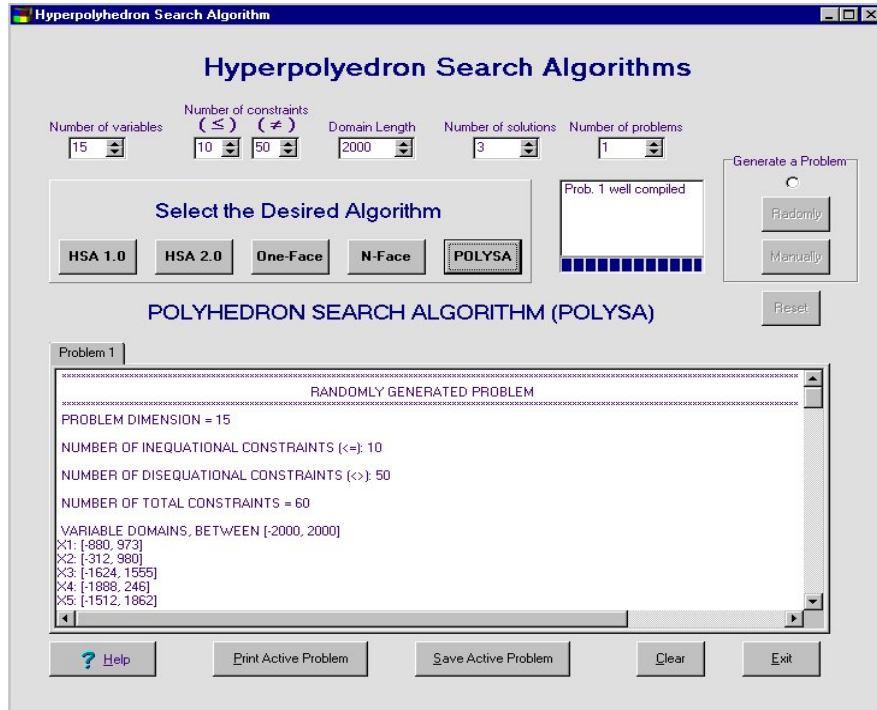 Hyperpolyhedron Search Algorithm
Hyperpolyedron Search Algorithms
Number of variables
Number of constraints
( ≤ ) ( ≠ )
Domain Length
Number of solutions
Number of problems
15
10
50
2000
3
1
Generate a Problem
Select the Desired Algorithm
HSA 1.0
HSA 2.0
One-Face
N-Face
POLYSA
Prob. 1 well compiled
Radomly
Manually
Reset
POLYHEDRON SEARCH ALGORITHM (POLYSA)
Problem 1
RANDOMLY GENERATED PROBLEM
PROBLEM DIMENSION = 15
NUMBER OF INEQUATIONAL CONSTRAINTS (<=): 10
NUMBER OF DISEQUATIONAL CONSTRAINTS (<>): 50
NUMBER OF TOTAL CONSTRAINTS = 60
VARIABLE DOMAINS, BETWEEN [-2000, 2000]
X1: [-880, 973]
X2: [-312, 980]
X3: [-1624, 1555]
X4: [-1888, 246]
X5: [-1512, 1862]
? Help
Print Active Problem
Save Active Problem
Clear
Exit